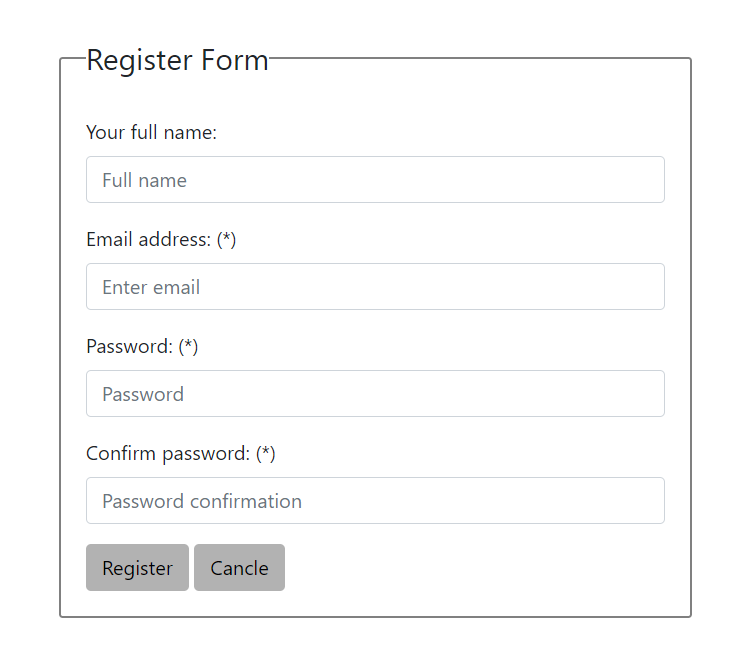 Register Form
Your full name:
Full name
Email address: (*)
Enter email
Password: (*)
Password
Confirm password: (*)
Password confirmation
Register Cancle